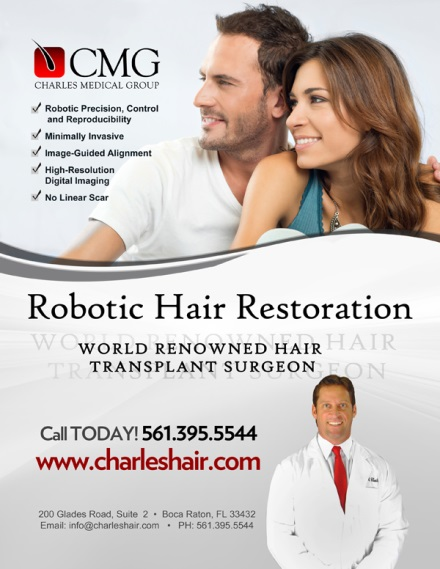 CMG
CHARLES MEDICAL GROUP
Robotic Precision, Control
and Reproducibility
Minimally Invasive
Image-Guided Alignment
High-Resolution
Digital Imaging
No Linear Scar
Robotic Hair Restoration
WORLD RENOWNED HAIR
TRANSPLANT SURGEON
WORLD RENOWNED HAIR
TRANSPLANT SURGEON
Call TODAY! 561.395.5544
www.charleshair.com
200 Glades Road, Suite 2 • Boca Raton, FL 33432
Email: info@charleshair.com • PH: 561.395.5544